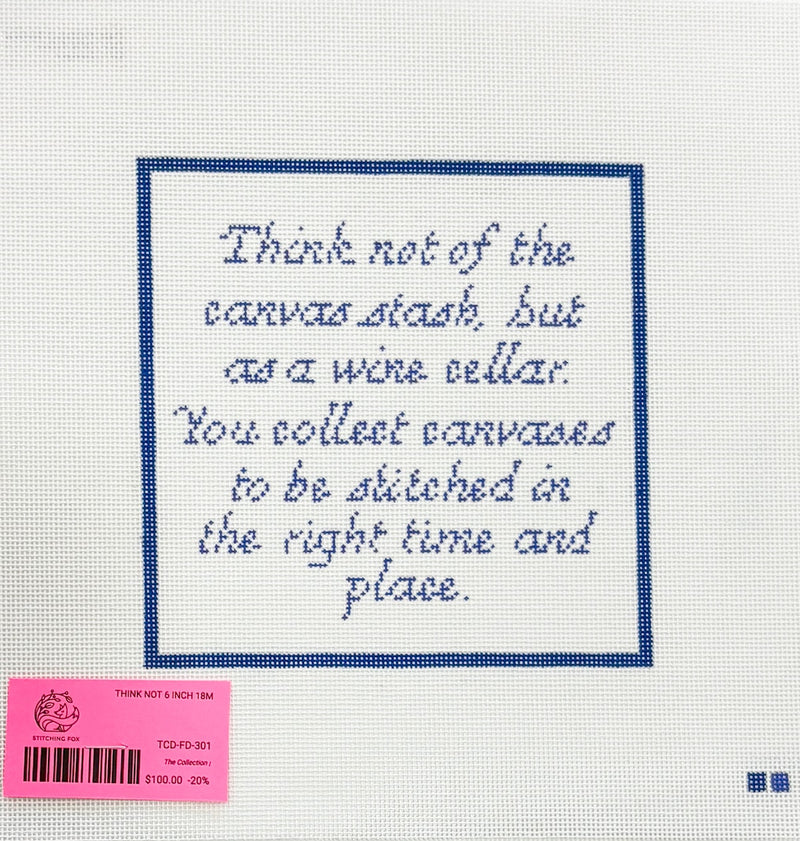 Think not of the
canvas stash, but
as a wine cellar.
You collect canvases
to be stitched in
the right time and
place.
THINK NOT 6 INCH 18M
STITCHING FOX
TCD-FD-301
The Collection |
$100.00 -20%